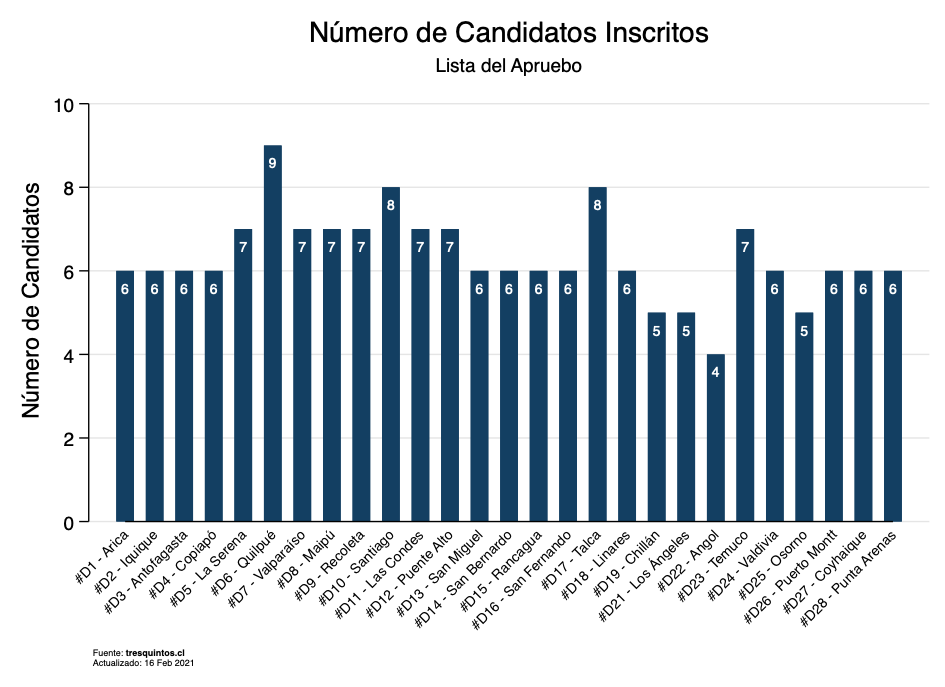 Número de Candidatos Inscritos
Lista del Apruebo
Número de Candidatos
10
8
6
4
2
0
6
6
6
6
7
9
7
7
7
8
7
7
6
6
6
6
8
6
5
5
4
7
6
5
6
6
6
#D1 - Arica
#D2 - Iquique
#D3 - Antofagasta
#D4 - Copiapó
#D5 - La Serena
#D6 - Quilpué
#D7 - Valparaíso
#D8 - Maipú
#D9 - Recoleta
#D10 - Santiago
#D11 - Las Condes
#D12 - Puente Alto
#D13 - San Miguel
#D14 - San Bernardo
#D15 - Rancagua
#D16 - San Fernando
#D17 - Talca
#D18 - Linares
#D19 - Chillán
#D21 - Los Ángeles
#D22 - Angol
#D23 - Temuco
#D24 - Valdivia
#D25 - Osorno
#D26 - Puerto Montt
#D27 - Coyhaique
#D28 - Punta Arenas
Fuente: tresquintos.cl
Actualizado: 16 Feb 2021